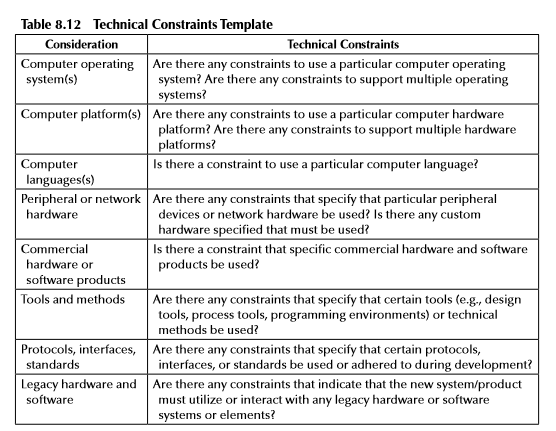 Table 8.12 Technical Constraints Template
Consideration Technical Constraints
Computer operating system(s)
Are there any constraints to use a particular computer operating
system? Are there any constraints to support multiple operating
systems?
Computer platform(s)
Are there any constraints to use a particular computer hardware
platform? Are there any constraints to support multiple hardware
platforms?
Computer
languages(s)
Is there a constraint to use a particular computer language?
Peripheral or network
hardware
Are there any constraints that specify that particular peripheral
devices or network hardware be used? Is there any custom
hardware specified that must be used?
Commercial
hardware or
software products
Is there a constraint that specific commercial hardware and software
products be used?
Tools and methods
Are there any constraints that specify that certain tools (e.g., design
tools, process tools, programming environments) or technical
methods be used?
Protocols, interfaces,
standards
Are there any constraints that specify that certain protocols,
interfaces, or standards be used or adhered to during development?
Legacy hardware and
software
Are there any constraints that indicate that the new system/product
must utilize or interact with any legacy hardware or software
systems or elements?